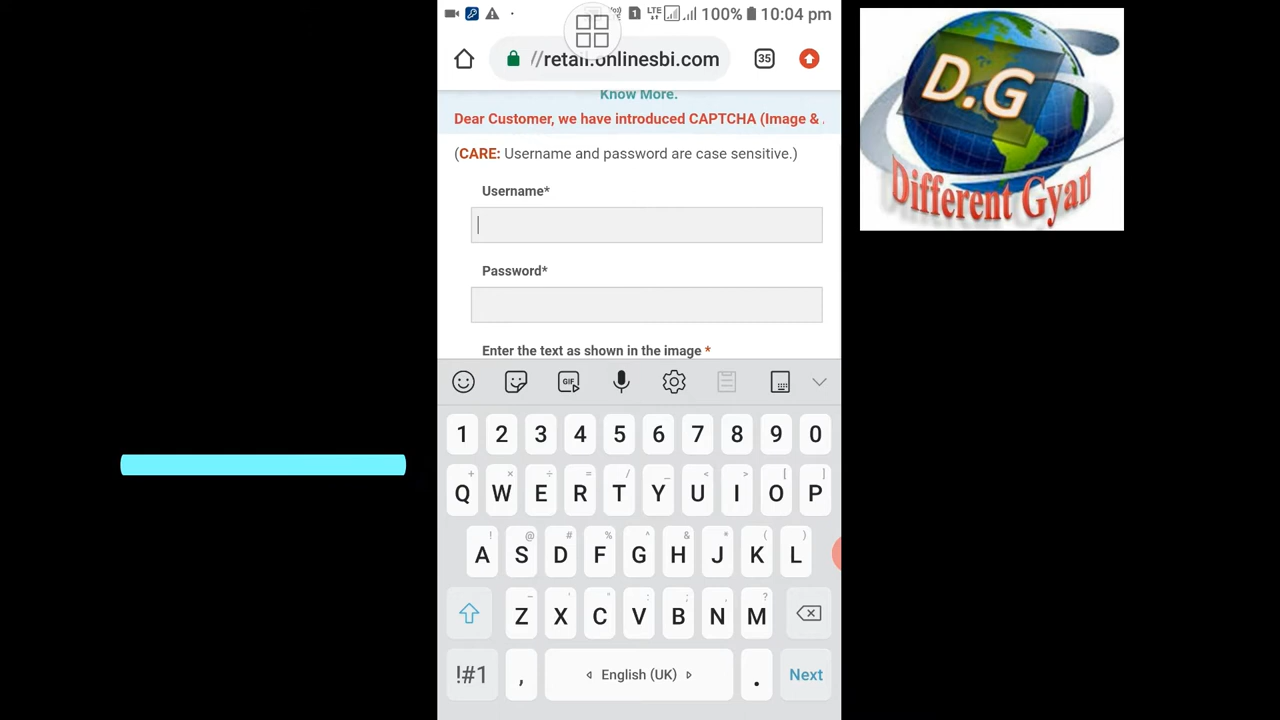 LTE 100% 10:04 pm
//retail.onlinesbi.com
35
Know More.
Dear Customer, we have introduced CAPTCHA (Image &
(CARE: Username and password are case sensitive.)
Username*
Password*
Enter the text as shown in the image *
GIF
1 2 3 4 5 6 7 8 9 0
+ × ÷ = / _ < > [ ]
Q W E R T Y U I O P
! @ # % ^ & * ( )
A S D F G H J K L
- ' " : ; , ?
Z X C V B N M
!#1 , English (UK) . Next
D.G
Different Gyan